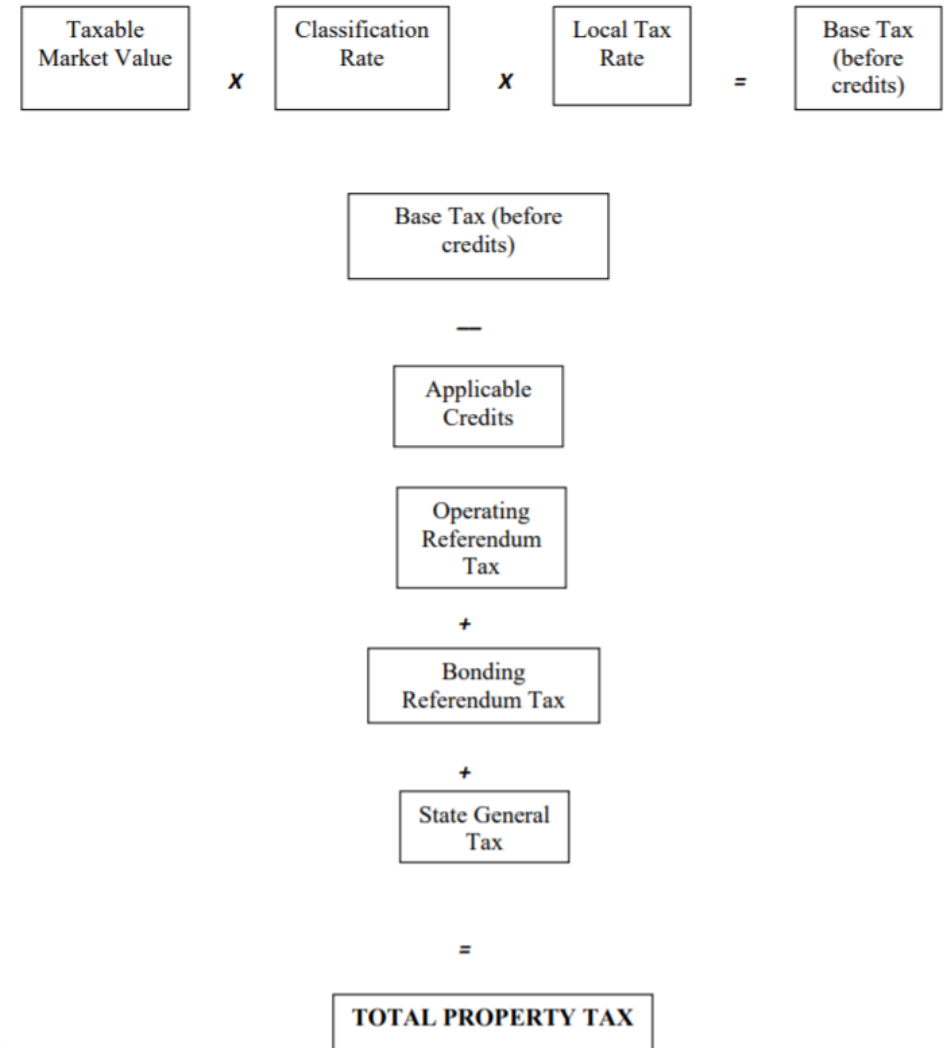 Taxable
Market Value
X
Classification
Rate
X
Local Tax
Rate
=
Base Tax
(before
credits)
Base Tax (before
credits)
—
Applicable
Credits
Operating
Referendum
Tax
+
Bonding
Referendum Tax
+
State General
Tax
=
TOTAL PROPERTY TAX